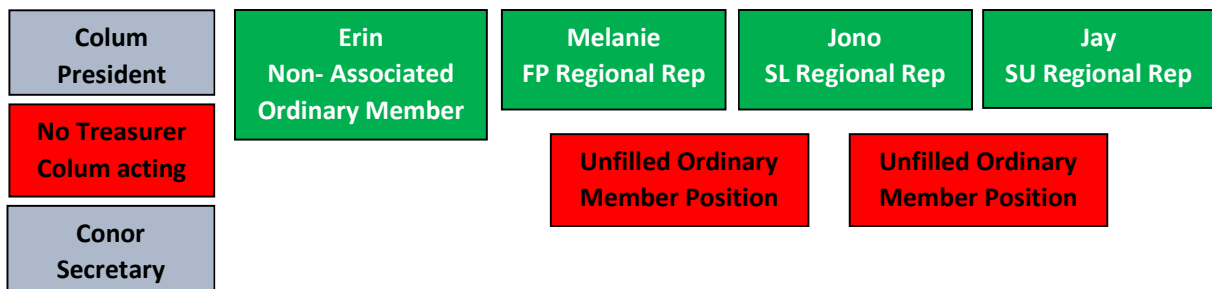 Colum
President
No Treasurer
Colum acting
Conor
Secretary
Erin
Non- Associated
Ordinary Member
Melanie
FP Regional Rep
Jono
SL Regional Rep
Jay
SU Regional Rep
Unfilled Ordinary
Member Position
Unfilled Ordinary
Member Position